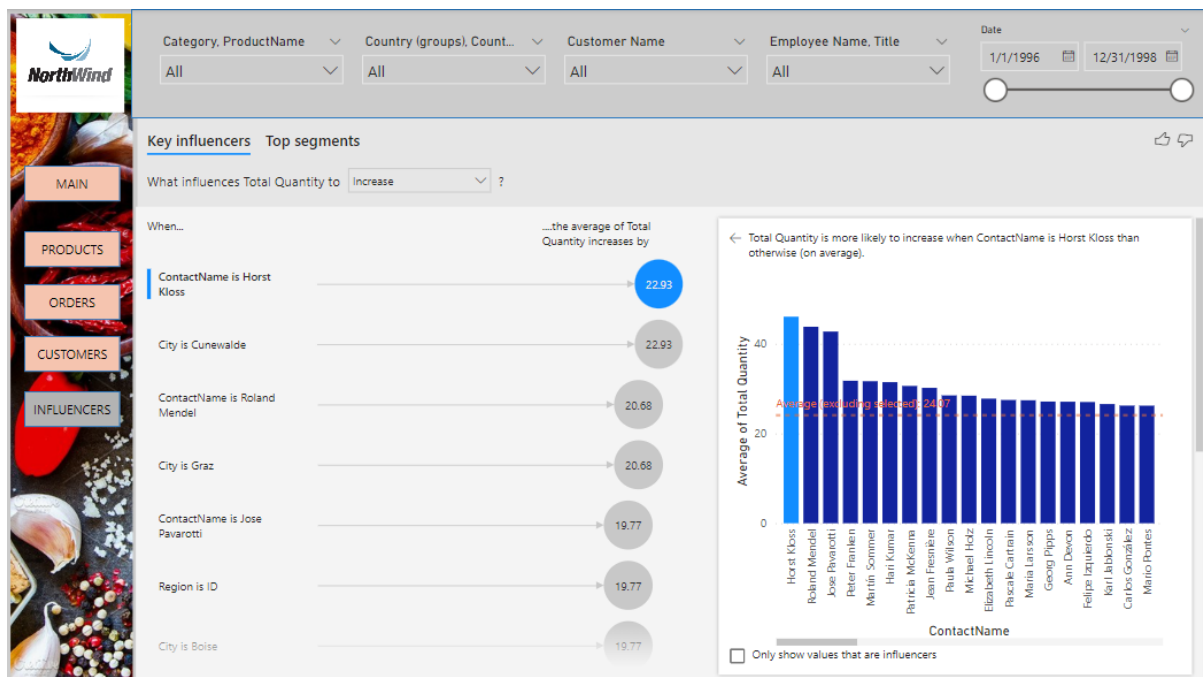 NorthWind
Category, ProductName
All
Country (groups), Count...
All
Customer Name
All
Employee Name, Title
All
Date
1/1/1996
12/31/1998
MAIN
PRODUCTS
ORDERS
CUSTOMERS
INFLUENCERS
Key influencers
Top segments
What influences Total Quantity to
Increase
?
When...
....the average of Total
Quantity increases by
ContactName is Horst
Kloss
22.93
City is Cunewalde
22.93
ContactName is Roland
Mendel
20.68
City is Graz
20.68
ContactName is Jose
Pavarotti
19.77
Region is ID
19.77
City is Boise
19.77
Total Quantity is more likely to increase when ContactName is Horst Kloss than
otherwise (on average).
Average of Total Quantity
40
20
0
Average (excluding selected): 24.07
Horst Kloss
Roland Mendel
Jose Pavarotti
Peter Franken
Martín Sommer
Hari Kumar
Patricia McKenna
Jean Fresnière
Paula Wilson
Michael Holz
Elizabeth Lincoln
Pascale Cartrain
Maria Larsson
Georg Pipps
Ann Devon
Felipe Izquierdo
Karl Jablonski
Carlos González
Mario Pontes
ContactName
Only show values that are influencers